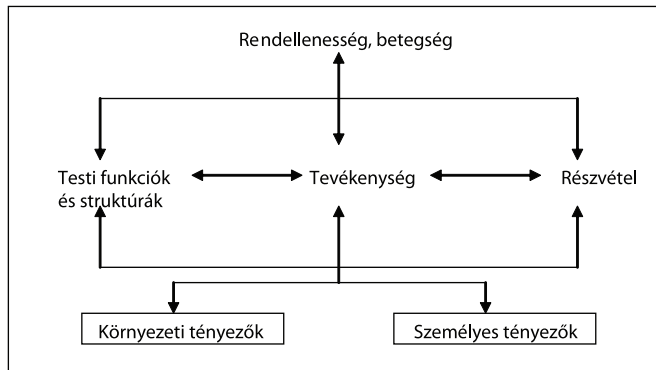 Rendellenesség, betegség
Testi funkciók
és struktúrák
Tevékenység
Részvétel
Környezeti tényezők
Személyes tényezők